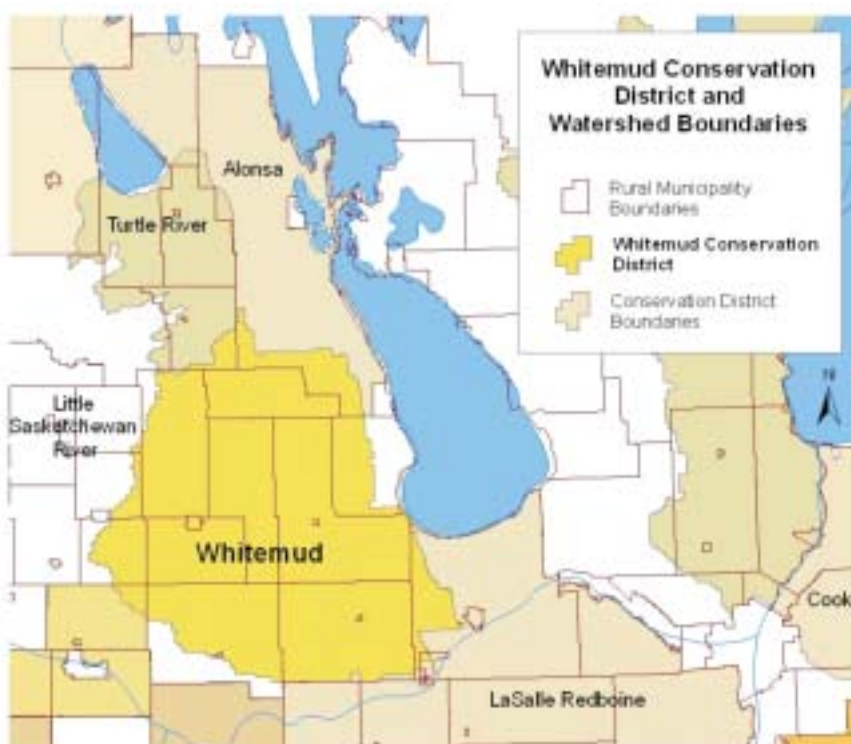 Whitemud Conservation
District and
Watershed Boundaries
Rural Municipality
Boundaries
Whitemud Conservation
District
Conservation District
Boundaries
N
Alonsa
Turtle River
Little
Saskatchewan
River
Whitemud
Cook
LaSalle Redboine